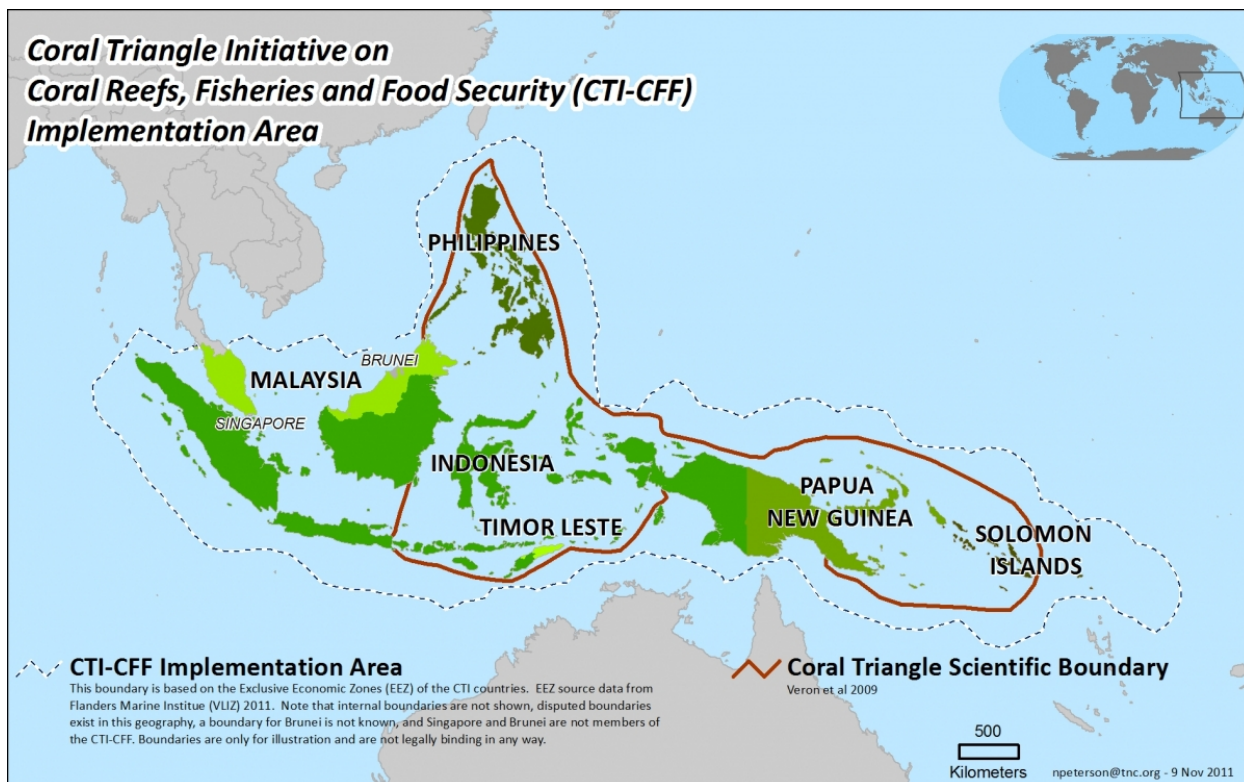 Coral Triangle Initiative on
Coral Reefs, Fisheries and Food Security (CTI-CFF)
Implementation Area
PHILIPPINES
BRUNEI
MALAYSIA
SINGAPORE
INDONESIA
PAPUA
NEW GUINEA
TIMOR LESTE
SOLOMON
ISLANDS
CTI-CFF Implementation Area
This boundary is based on the Exclusive Economic Zones (EEZ) of the CTI countries. EEZ source data from
Flanders Marine Institue (VLIZ) 2011. Note that internal boundaries are not shown, disputed boundaries
exist in this geography, a boundary for Brunei is not known, and Singapore and Brunei are not members of
the CTI-CFF. Boundaries are only for illustration and are not legally binding in any way.
Coral Triangle Scientific Boundary
Veron et al 2009
500
Kilometers
npeterson@tnc.org - 9 Nov 2011